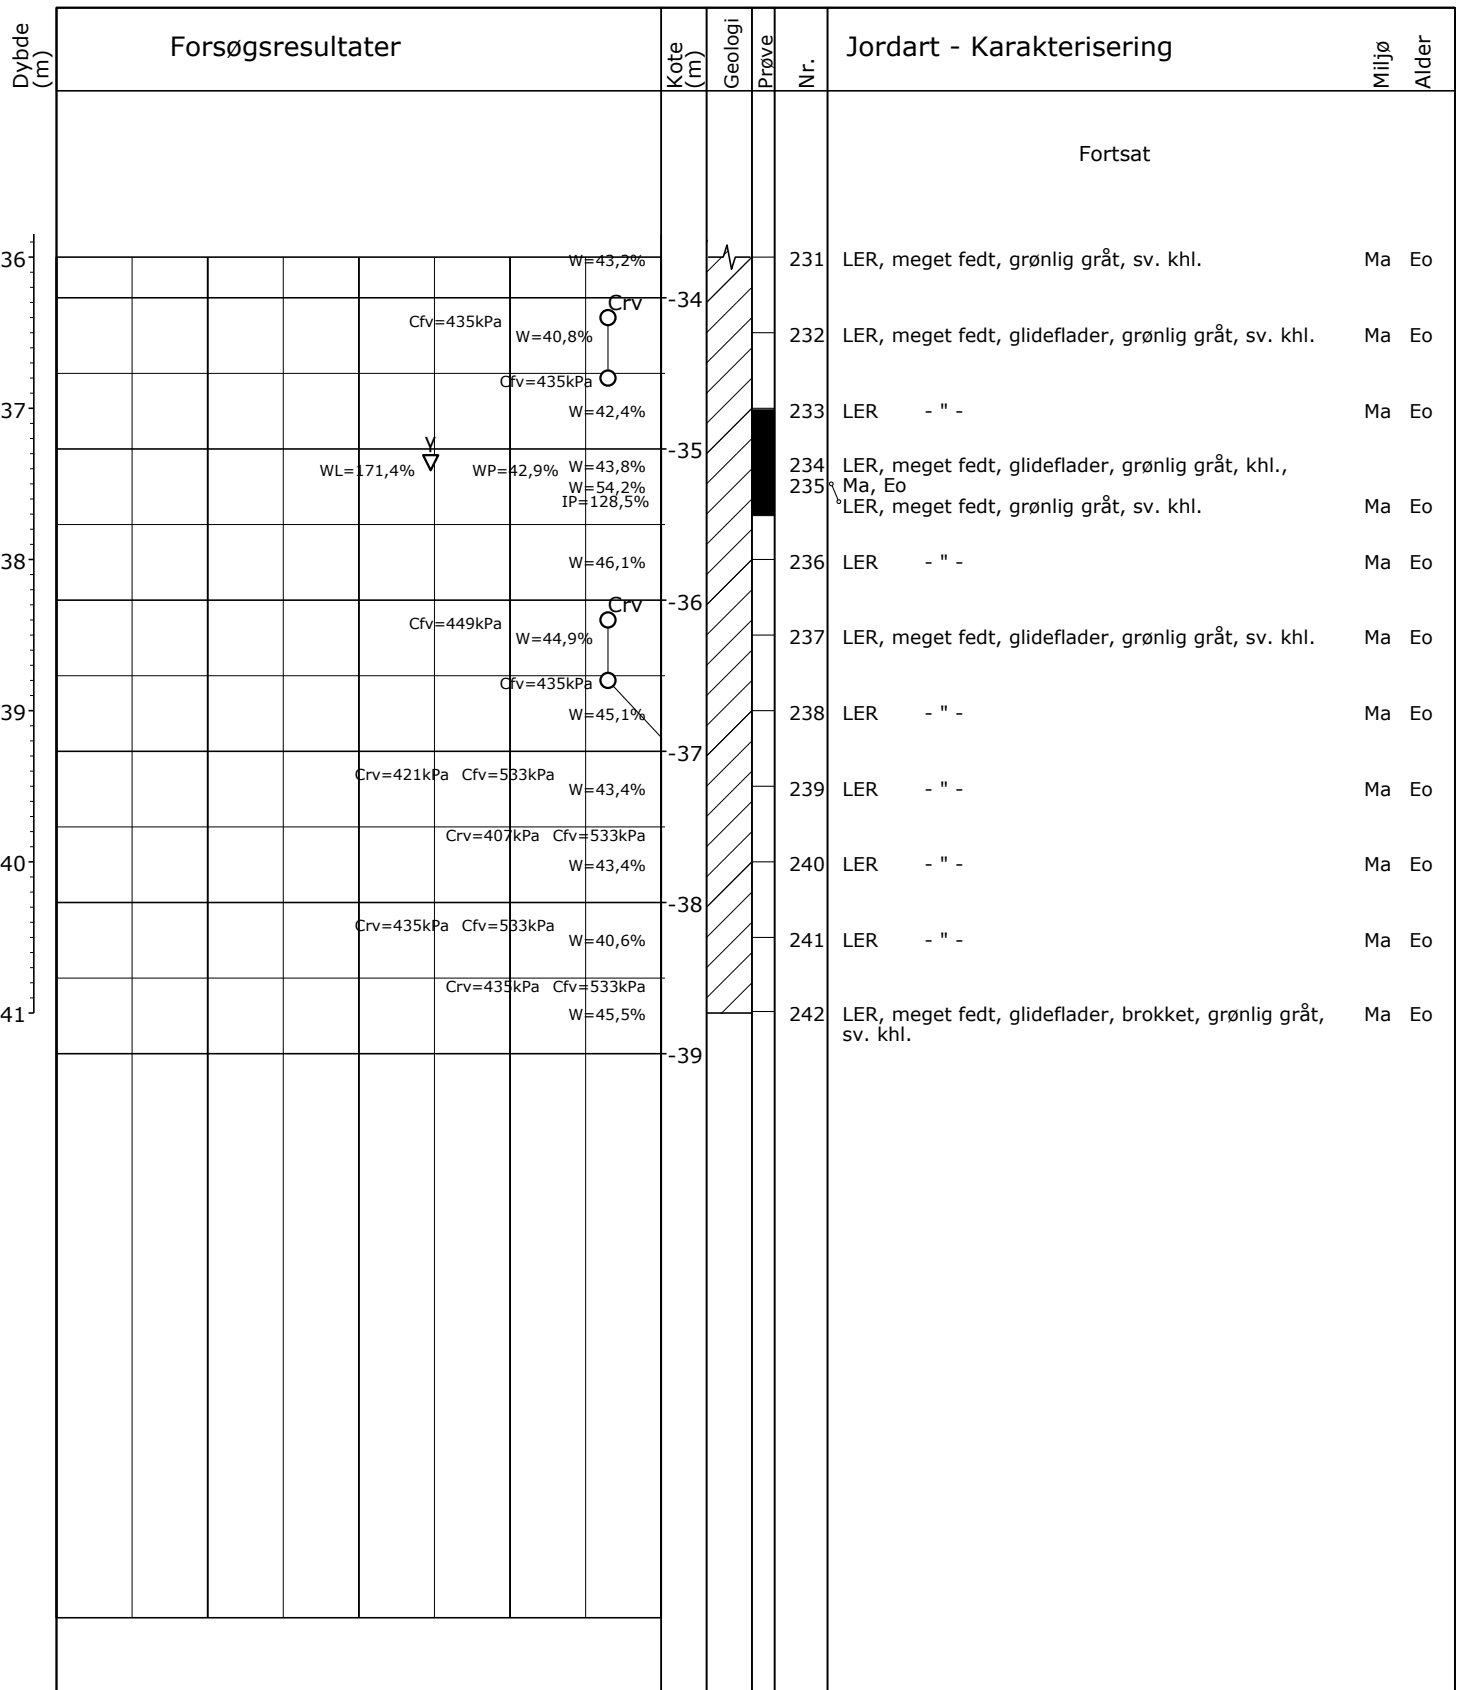 Dybde (m)
Forsøgsresultater
Kote (m)
Geologi
Prøve
Nr.
Jordart - Karakterisering
Miljø
Alder
Fortsat
36
W=43,2%
231 LER, meget fedt, grønlig gråt, sv. khl. Ma Eo
-34
Crv
Cfv=435kPa
W=40,8%
232 LER, meget fedt, glideflader, grønlig gråt, sv. khl. Ma Eo
Cfv=435kPa
37
W=42,4%
233 LER - " - Ma Eo
γ
-35
WL=171,4% WP=42,9% W=43,8%
234 LER, meget fedt, glideflader, grønlig gråt, khl.,
W=54,2%
235 Ma, Eo
IP=128,5%
LER, meget fedt, grønlig gråt, sv. khl. Ma Eo
38
W=46,1%
236 LER - " - Ma Eo
-36
Crv
Cfv=449kPa
W=44,9%
237 LER, meget fedt, glideflader, grønlig gråt, sv. khl. Ma Eo
Cfv=435kPa
39
W=45,1%
238 LER - " - Ma Eo
-37
Crv=421kPa Cfv=533kPa
W=43,4%
239 LER - " - Ma Eo
Crv=407kPa Cfv=533kPa
40
W=43,4%
240 LER - " - Ma Eo
-38
Crv=435kPa Cfv=533kPa
W=40,6%
241 LER - " - Ma Eo
Crv=435kPa Cfv=533kPa
41
W=45,5%
242 LER, meget fedt, glideflader, brokket, grønlig gråt, Ma Eo
sv. khl.
-39